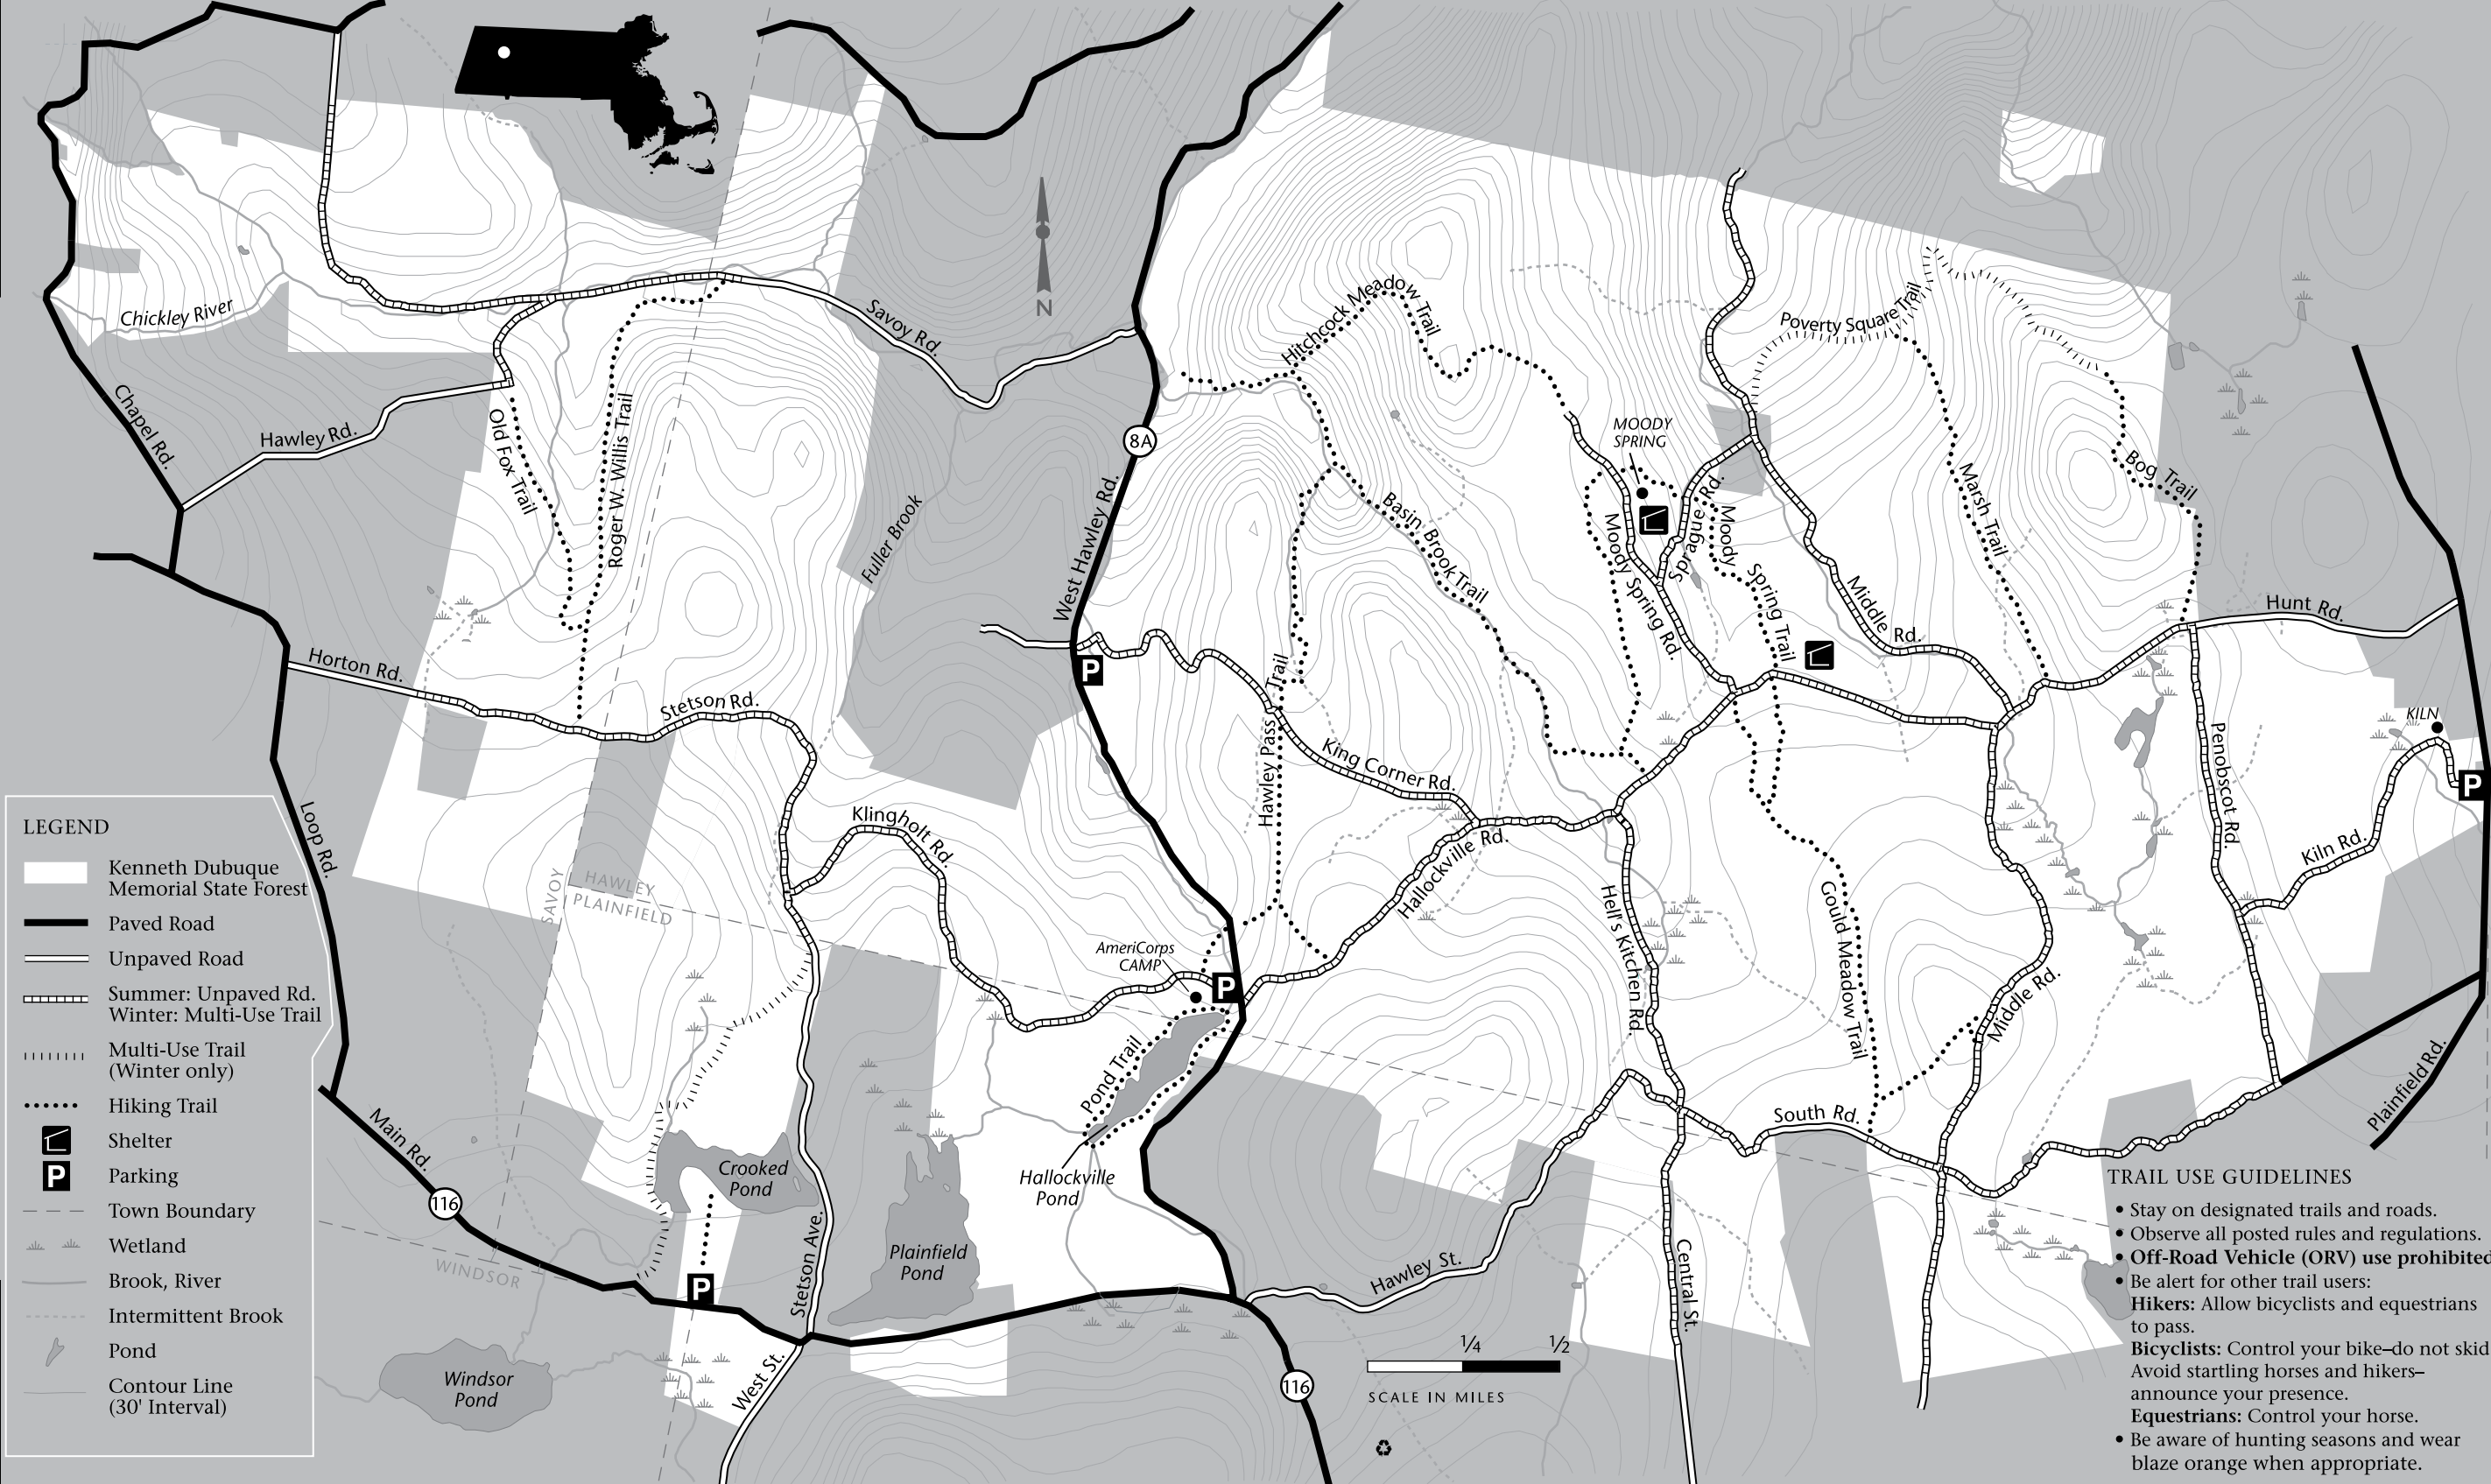 N
Chickley River
Savoy Rd.
Chapel Rd.
Hawley Rd.
Old Fox Trail
Roger W. Willis Trail
Fuller Brook
8A
West Hawley Rd.
Hitchcock Meadow Trail
Basin Brook Trail
MOODY
SPRING
Moody Spring Rd.
Sprague Rd.
Moody Spring Trail
Poverty Square Trail
Marsh Trail
Bog Trail
Middle Rd.
Hunt Rd.
Horton Rd.
Stetson Rd.
P
Hawley Pass Trail
King Corner Rd.
Penobscot Rd.
KILN
P
Kiln Rd.
Loop Rd.
Klingholt Rd.
Hallockville Rd.
Hell's Kitchen Rd
Gould Meadow Trail
Middle Rd.
SAVOY
HAWLEY
PLAINFIELD
AmeriCorps
CAMP
P
Pond Trail
Hallockville
Pond
South Rd.
Plainfield Rd.
Main Rd.
116
Crooked
Pond
Plainfield
Pond
Stetson Ave.
WINDSOR
P
Windsor
Pond
West St.
Hawley St.
Central St.
116
1/4
1/2
SCALE IN MILES
LEGEND
Kenneth Dubuque
Memorial State Forest
Paved Road
Unpaved Road
Summer: Unpaved Rd.
Winter: Multi-Use Trail
Multi-Use Trail
(Winter only)
Hiking Trail
Shelter
P Parking
Town Boundary
Wetland
Brook, River
Intermittent Brook
Pond
Contour Line
(30' Interval)
TRAIL USE GUIDELINES
• Stay on designated trails and roads.
• Observe all posted rules and regulations.
• Off-Road Vehicle (ORV) use prohibited
• Be alert for other trail users:
Hikers: Allow bicyclists and equestrians
to pass.
Bicyclists: Control your bike–do not skid
Avoid startling horses and hikers–
announce your presence.
Equestrians: Control your horse.
• Be aware of hunting seasons and wear
blaze orange when appropriate.